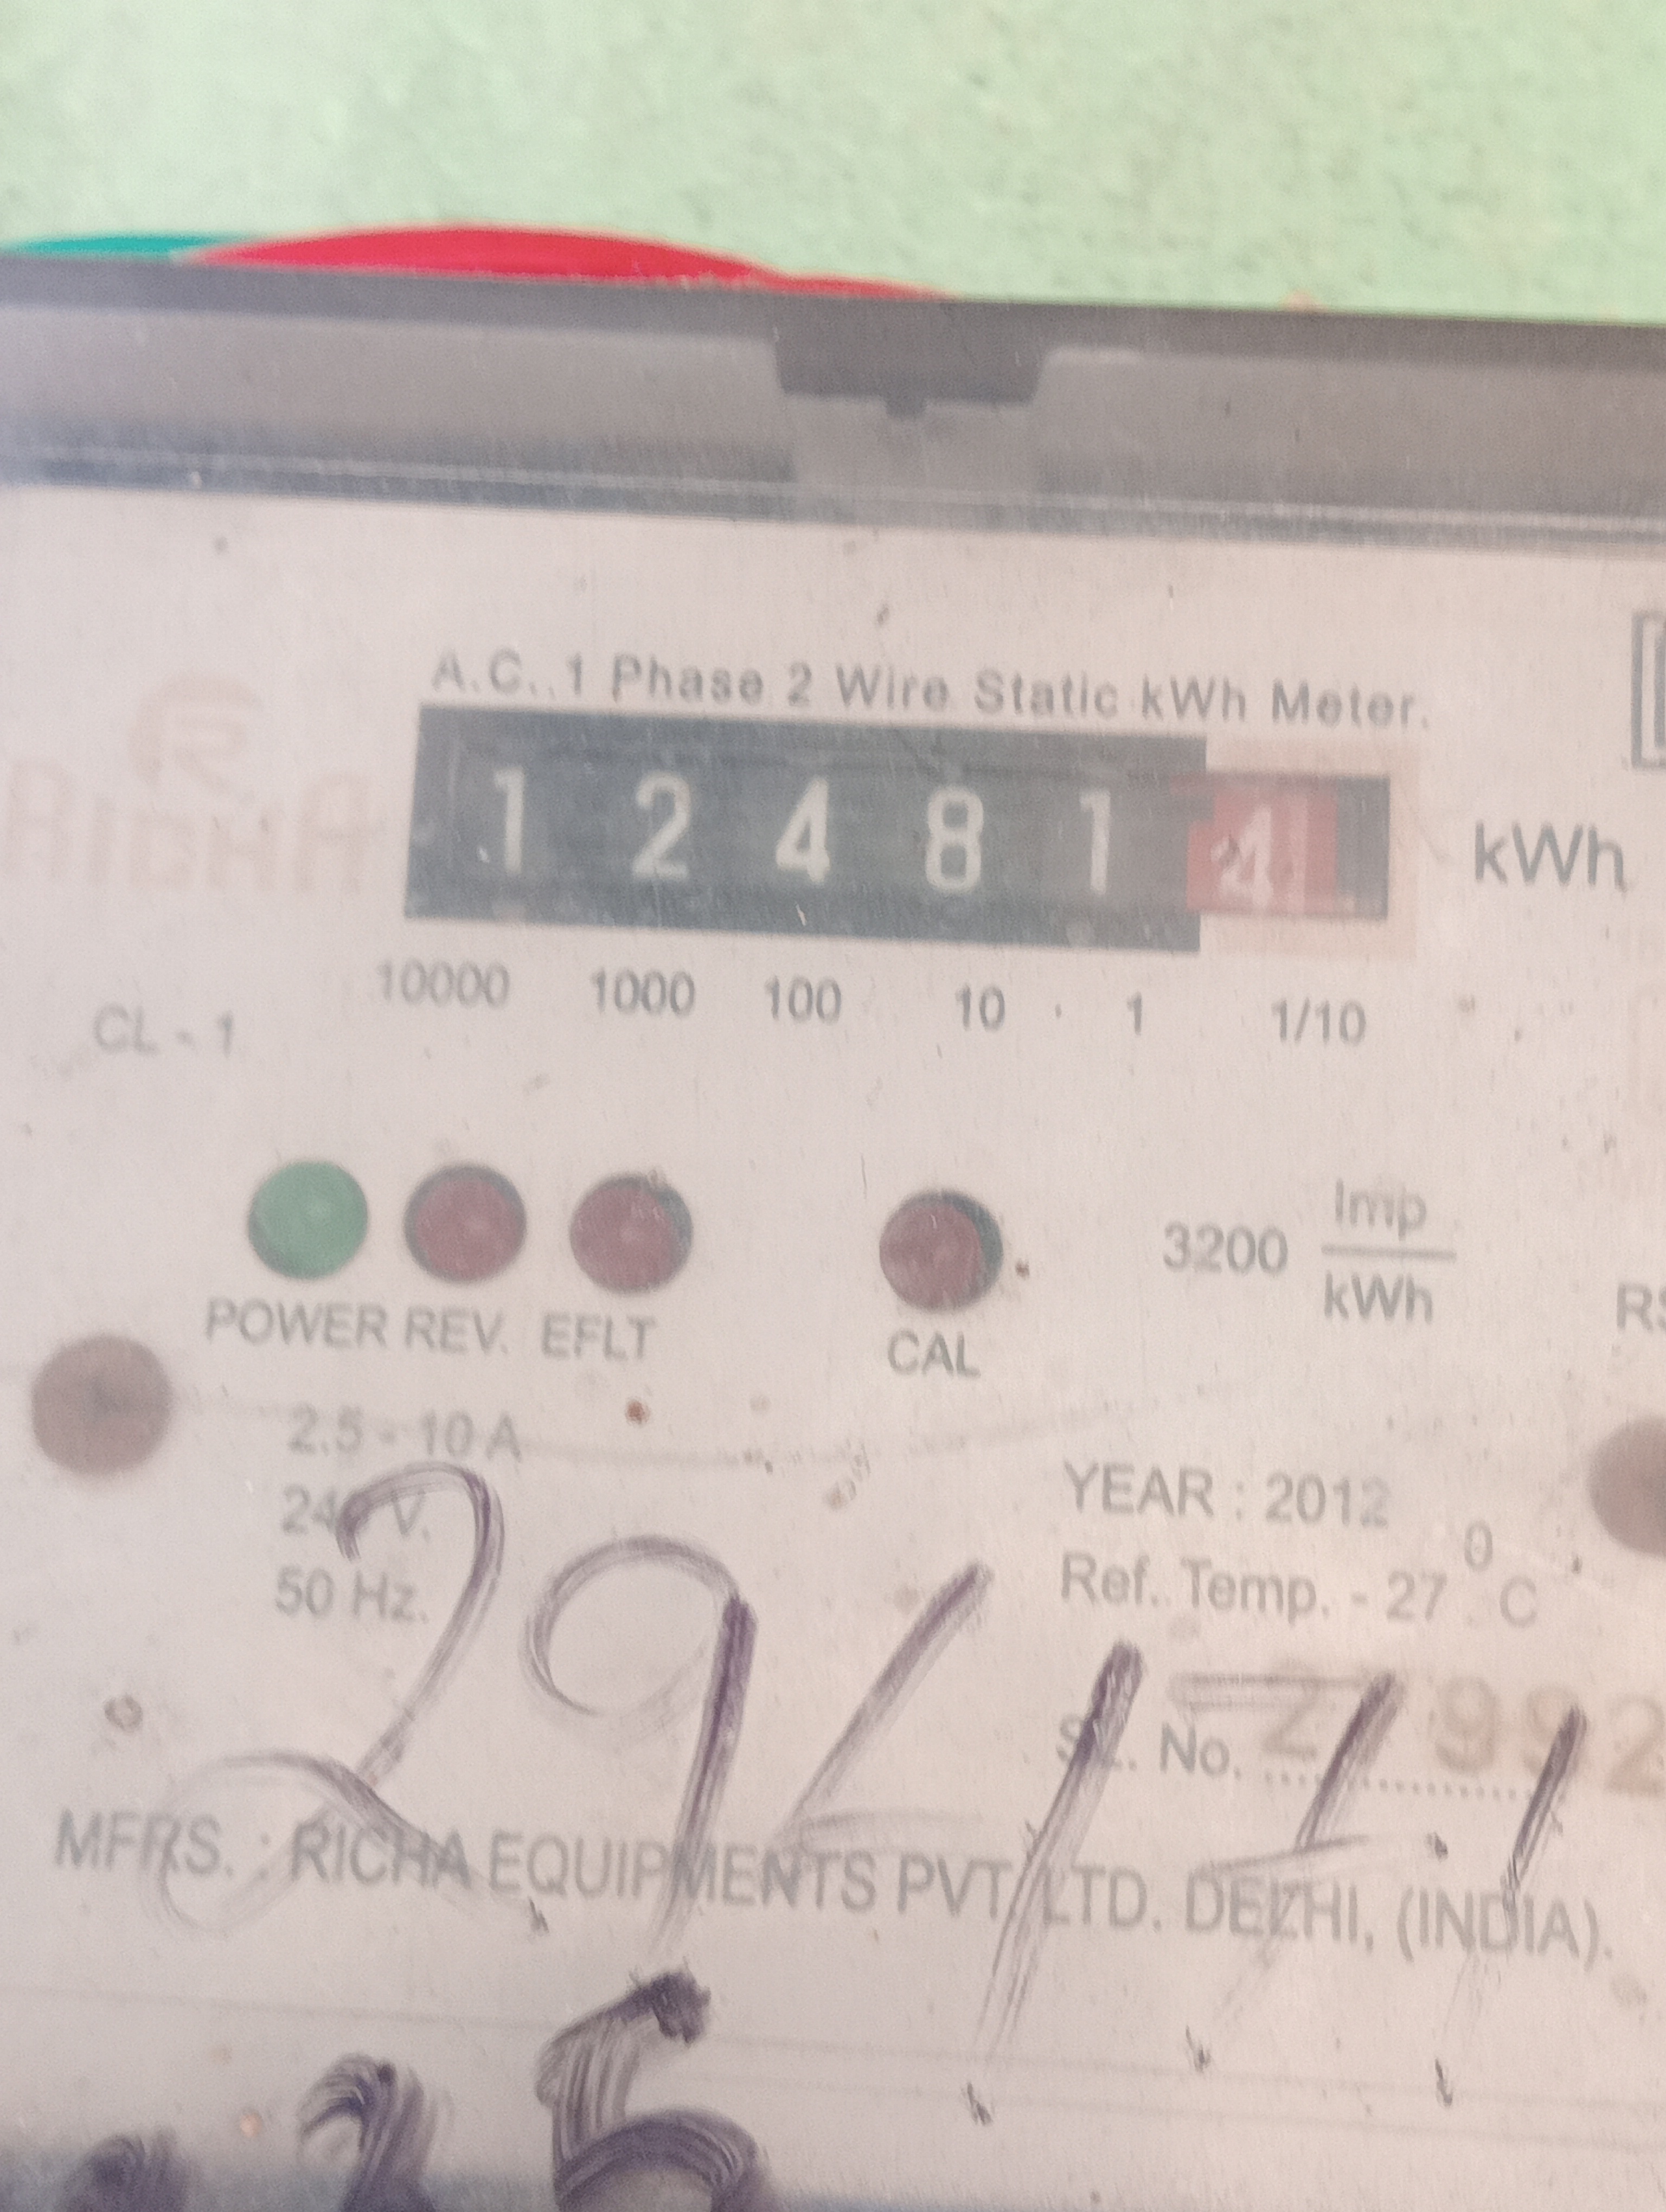 A.C. 1 Phase 2 Wire Static kWh Meter.
RICHA
1 2 4 8 1 4 kWh
10000 1000 100 10 1 1/10
CL - 1
3200 Imp
kWh
POWER REV. EFLT CAL
2.5 - 10 A
240 V.
50 Hz.
YEAR : 2012
Ref. Temp. - 27 0 C
SL. No.
MFRS. : RICHA EQUIPMENTS PVT. LTD. DELHI, (INDIA).